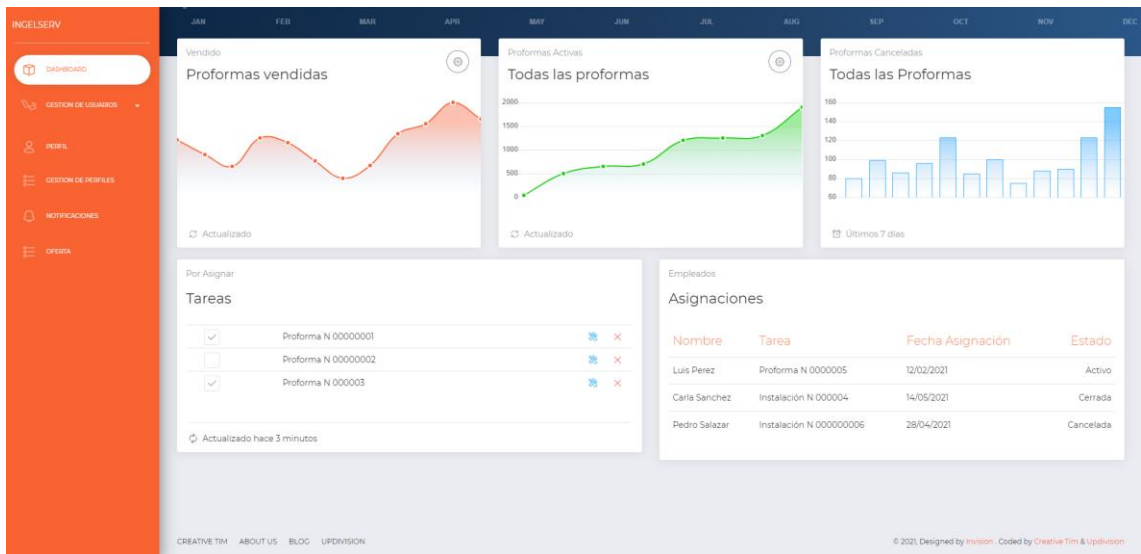 INGELSERV
DASHBOARD
GESTION DE USUARIOS
PERFIL
GESTION DE PERFILES
NOTIFICACIONES
OFERTA
JAN FEB MAR APR MAY JUN JUL AUG SEP OCT NOV DEC
Vendido
Proformas vendidas
Actualizado
Proformas Activas
Todas las proformas
2000
1500
1000
500
0
Actualizado
Proformas Canceladas
Todas las Proformas
160
140
120
100
80
60
Últimos 7 días
Por Asignar
Tareas
Proforma N 00000001
Proforma N 00000002
Proforma N 000003
Actualizado hace 3 minutos
Empleados
Asignaciones
Nombre Tarea Fecha Asignación Estado
Luis Perez Proforma N 0000005 12/02/2021 Activo
Carla Sanchez Instalación N 000004 14/05/2021 Cerrada
Pedro Salazar Instalación N 000000006 28/04/2021 Cancelada
CREATIVE TIM ABOUT US BLOG UPDIVISION
© 2021, Designed by Invision . Coded by Creative Tim & Updivision